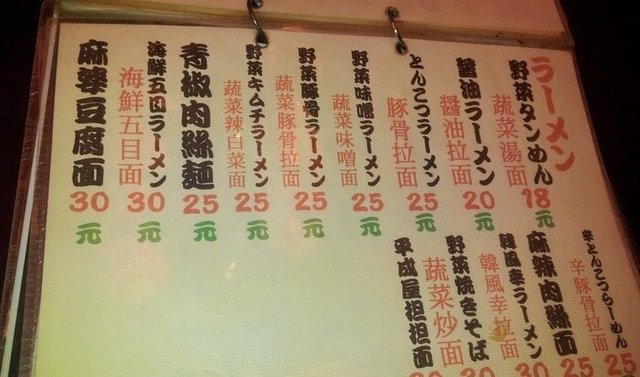 ラーメン
野菜タンめん
蔬菜湯面
18
元
醤油ラーメン
醤油拉面
20
元
とんこつラーメン
豚骨拉面
25
元
野菜味噌ラーメン
蔬菜味噌面
25
元
野菜豚骨ラーメン
蔬菜豚骨拉面
25
元
野菜キムチラーメン
蔬菜辣白菜面
25
元
青椒肉絲麺
25
元
海鮮五目ラーメン
海鮮五目面
30
元
麻婆豆腐面
30
元
辛とんこつらーめん
辛豚骨拉面
25
麻辣肉絲面
25
韓風辛ラーメン
韓風幸拉面
30
野菜焼きそば
蔬菜炒面
30
平成屋担担面